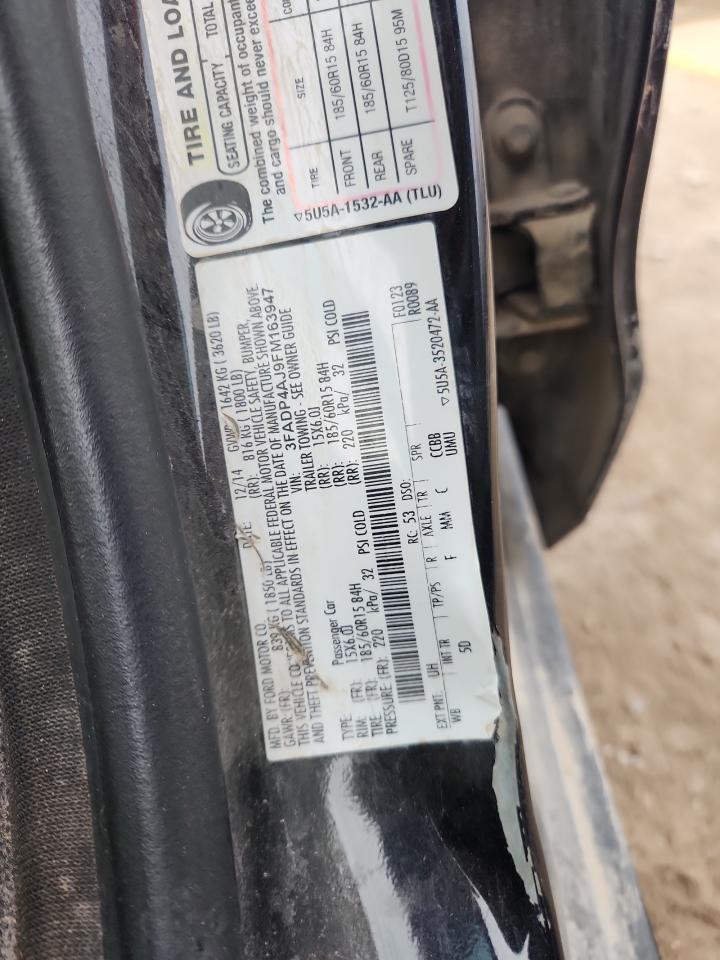 TIRE AND LOA
SEATING CAPACITY TOTAL
The combined weight of occupant
and cargo should never excee
TIRE SIZE CO
FRONT 185/60R15 84H
REAR 185/60R15 84H
SPARE T125/80D15 95M
5U5A-1532-AA (TLU)
MFD. BY FORD MOTOR CO.
DATE: 12/14 GVWR: 1642 KG ( 3620 LB)
GAWR: (FR): 839 KG ( 1850 LB) (RR): 816 KG ( 1800 LB)
THIS VEHICLE CO TO ALL APPLICABLE FEDERAL MOTOR VEHICLE SAFETY, BUMPER,
AND THEFT PREVENTION STANDARDS IN EFFECT ON THE DATE OF MANUFACTURE SHOWN ABOVE.
VIN: 3FADP4AJ9FM163947
TYPE: Passenger Car TRAILER TOWING - SEE OWNER GUIDE
RIM: (FR): 15X6.0J (RR): 15X6.0J
TIRE (FR): 185/60R15 84H (RR): 185/60R15 84H
PRESSURE (FR): 220 kPa/ 32 PSI COLD (RR): 220 kPa/ 32 PSI COLD
F0123
R0089
RC: 53 DSO:
EXT PNT: UH
WB INT TR TP/PS R AXLE TR SPR
5D F C CCBB
UMU
5U5A-3520472-AA